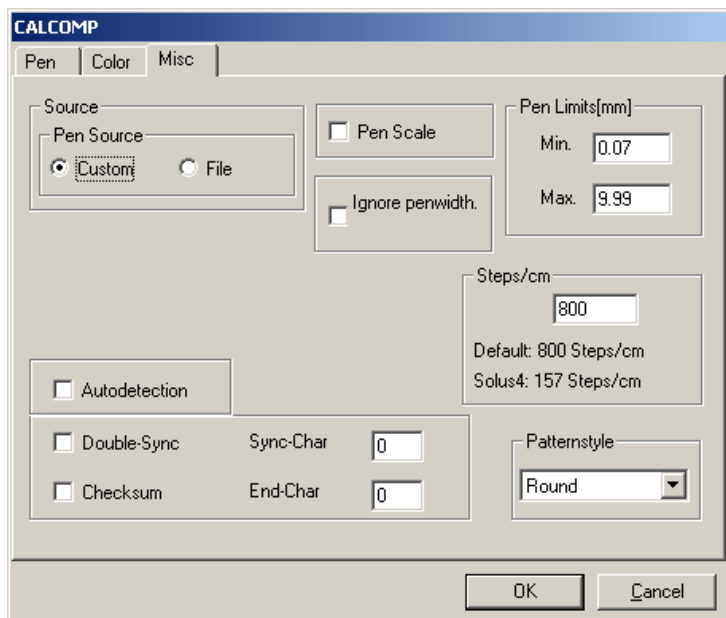 CALCOMP
Pen Color Misc
Source
Pen Source
Custom File
Pen Scale
Ignore penwidth.
Pen Limits[mm]
Min. 0.07
Max. 9.99
Steps/cm
800
Default: 800 Steps/cm
Solus4: 157 Steps/cm
Autodetection
Double-Sync Sync-Char 0
Checksum End-Char 0
Patternstyle
Round
OK Cancel